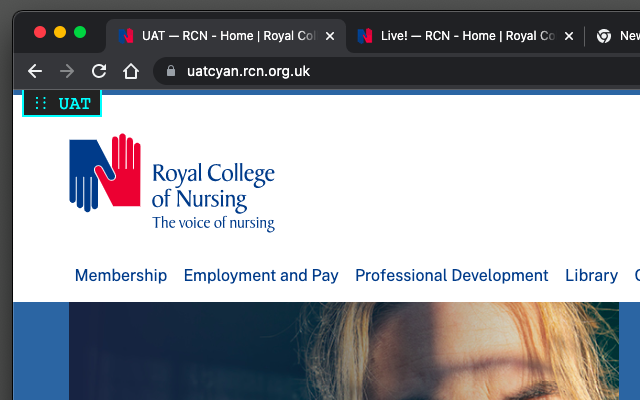 UAT — RCN - Home | Royal Col
Live! — RCN - Home | Royal Co
New
uatcyan.rcn.org.uk
UAT
Royal College
of Nursing
The voice of nursing
Membership Employment and Pay Professional Development Library